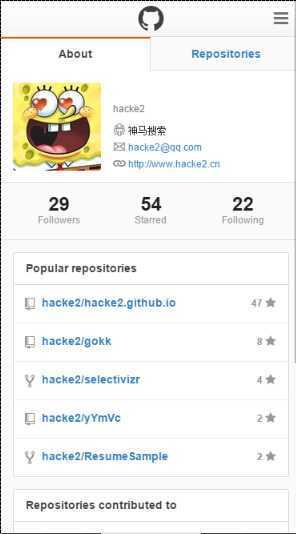 About
Repositories
hacke2
神马搜索
hacke2@qq.com
http://www.hacke2.cn
29
Followers
54
Starred
22
Following
Popular repositories
hacke2/hacke2.github.io 47
hacke2/gokk 8
hacke2/selectivizr 4
hacke2/yYmVc 2
hacke2/ResumeSample 2
Repositories contributed to